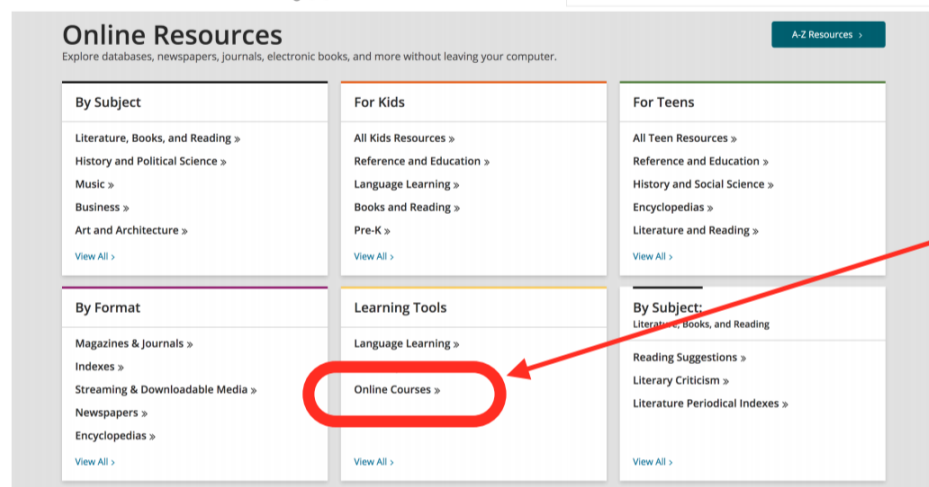 Online Resources
A-Z Resources ›
Explore databases, newspapers, journals, electronic books, and more without leaving your computer.
By Subject
Literature, Books, and Reading »
History and Political Science »
Music »
Business »
Art and Architecture »
View All ›
For Kids
All Kids Resources »
Reference and Education »
Language Learning »
Books and Reading »
Pre-K »
View All ›
For Teens
All Teen Resources »
Reference and Education »
History and Social Science »
Encyclopedias »
Literature and Reading »
View All ›
By Format
Magazines & Journals »
Indexes »
Streaming & Downloadable Media »
Newspapers »
Encyclopedias »
View All ›
Learning Tools
Language Learning »
Online Courses »
View All ›
By Subject:
Literature, Books, and Reading
Reading Suggestions »
Literary Criticism »
Literature Periodical Indexes »
View All ›